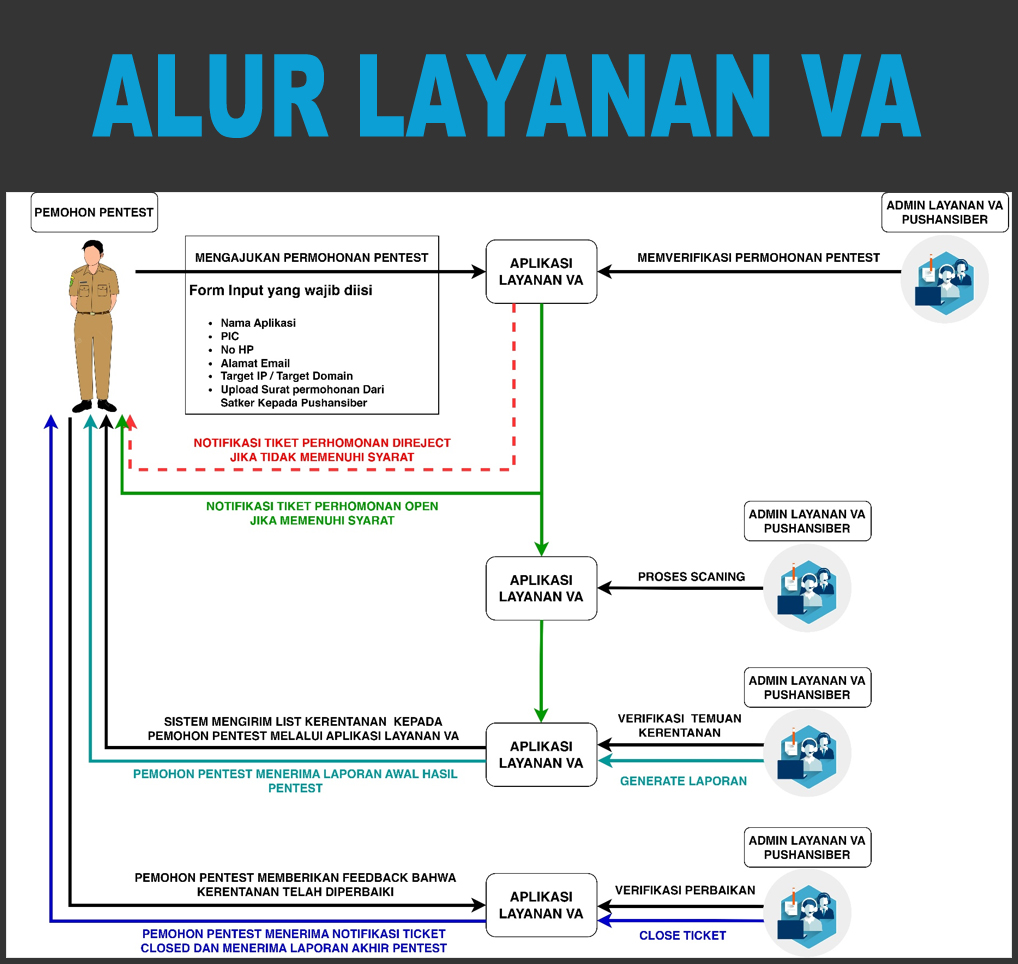 ALUR LAYANAN VA
PEMOHON PENTEST
ADMIN LAYANAN VA
PUSHANSIBER
MENGAJUKAN PERMOHONAN PENTEST
Form Input yang wajib diisi
• Nama Aplikasi
• PIC
• No HP
• Alamat Email
• Target IP / Target Domain
• Upload Surat permohonan Dari
Satker Kepada Pushansiber
APLIKASI
LAYANAN VA
MEMVERIFIKASI PERMOHONAN PENTEST
NOTIFIKASI TIKET PERHOMONAN DIREJECT
JIKA TIDAK MEMENUHI SYARAT
NOTIFIKASI TIKET PERHOMONAN OPEN
JIKA MEMENUHI SYARAT
ADMIN LAYANAN VA
PUSHANSIBER
APLIKASI
LAYANAN VA
PROSES SCANING
ADMIN LAYANAN VA
PUSHANSIBER
SISTEM MENGIRIM LIST KERENTANAN KEPADA
PEMOHON PENTEST MELALUI APLIKASI LAYANAN VA
PEMOHON PENTEST MENERIMA LAPORAN AWAL HASIL
PENTEST
APLIKASI
LAYANAN VA
VERIFIKASI TEMUAN
KERENTANAN
GENERATE LAPORAN
ADMIN LAYANAN VA
PUSHANSIBER
PEMOHON PENTEST MEMBERIKAN FEEDBACK BAHWA
KERENTANAN TELAH DIPERBAIKI
PEMOHON PENTEST MENERIMA NOTIFIKASI TICKET
CLOSED DAN MENERIMA LAPORAN AKHIR PENTEST
APLIKASI
LAYANAN VA
VERIFIKASI PERBAIKAN
CLOSE TICKET